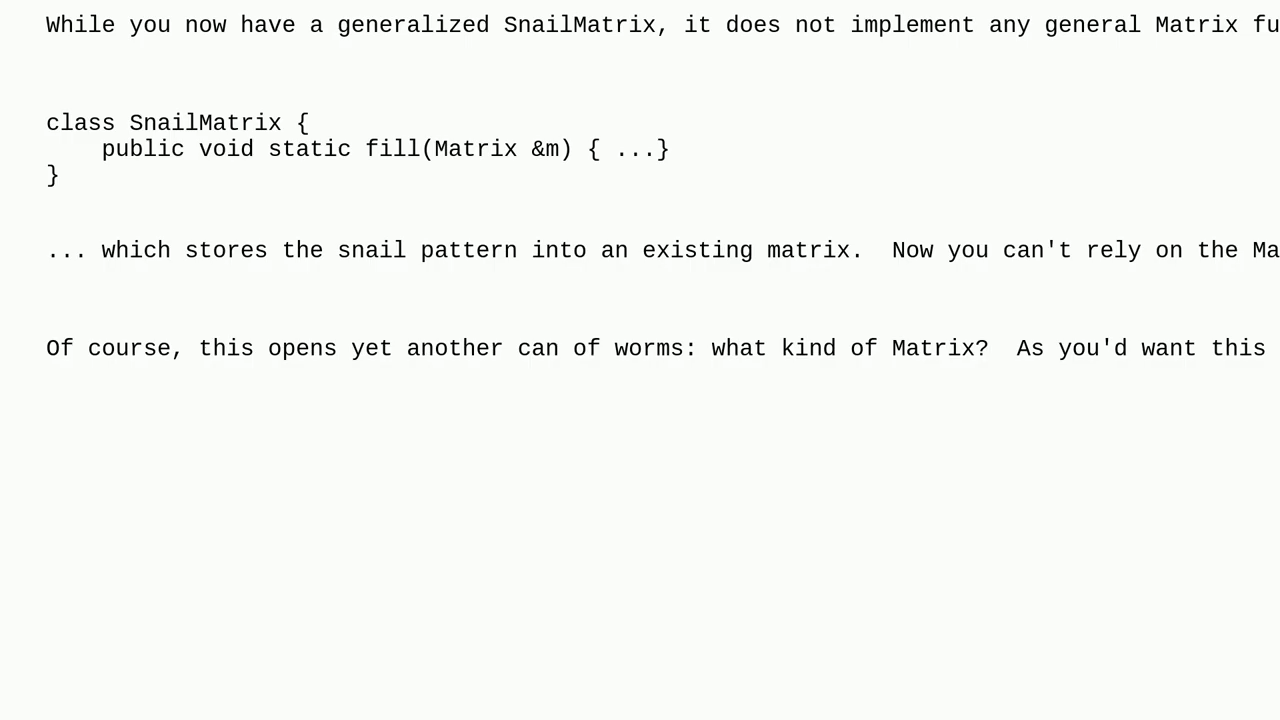 While you now have a generalized SnailMatrix, it does not implement any general Matrix fu
class SnailMatrix {
    public void static fill(Matrix &m) { ...}
}
... which stores the snail pattern into an existing matrix.  Now you can't rely on the Ma
Of course, this opens yet another can of worms: what kind of Matrix?  As you'd want this